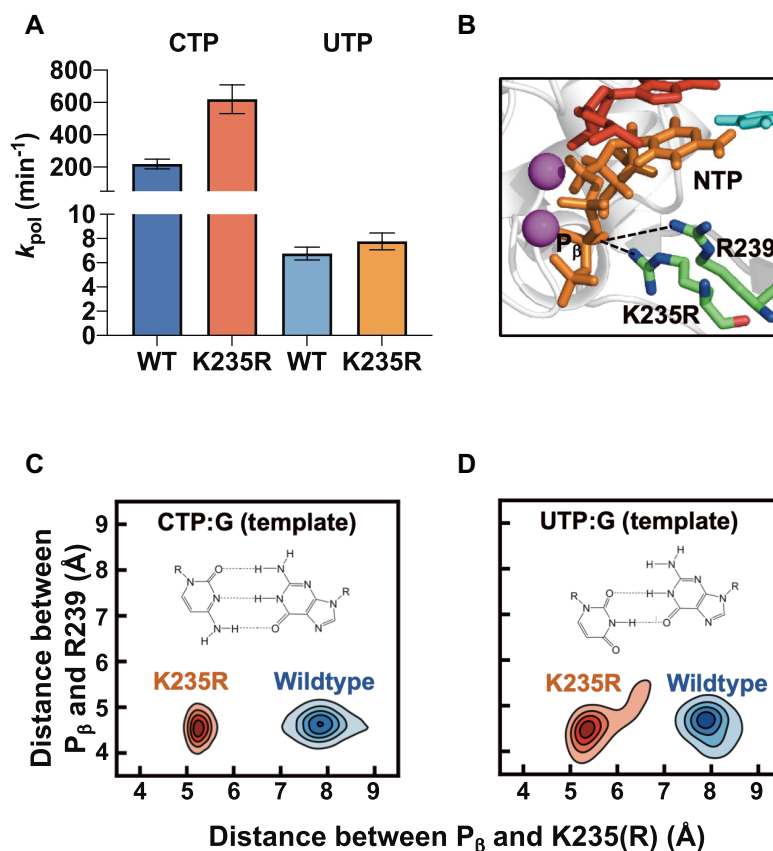 A
CTP UTP
800
600
400
200
10
8
6
4
2
0
k_pol (min⁻¹)
WT K235R WT K235R
B
NTP
Pβ
R239
K235R
C
CTP:G (template)
9
8
7
6
5
4
Distance between
Pβ and R239 (Å)
R
N
O
N
N
H
H
H
H
N
H
N
N
O
N
N
R
K235R Wildtype
4 5 6 7 8 9
D
UTP:G (template)
R
N
O
N
H
O
H
N
H
H
N
N
O
N
N
R
K235R Wildtype
4 5 6 7 8 9
Distance between Pβ and K235(R) (Å)